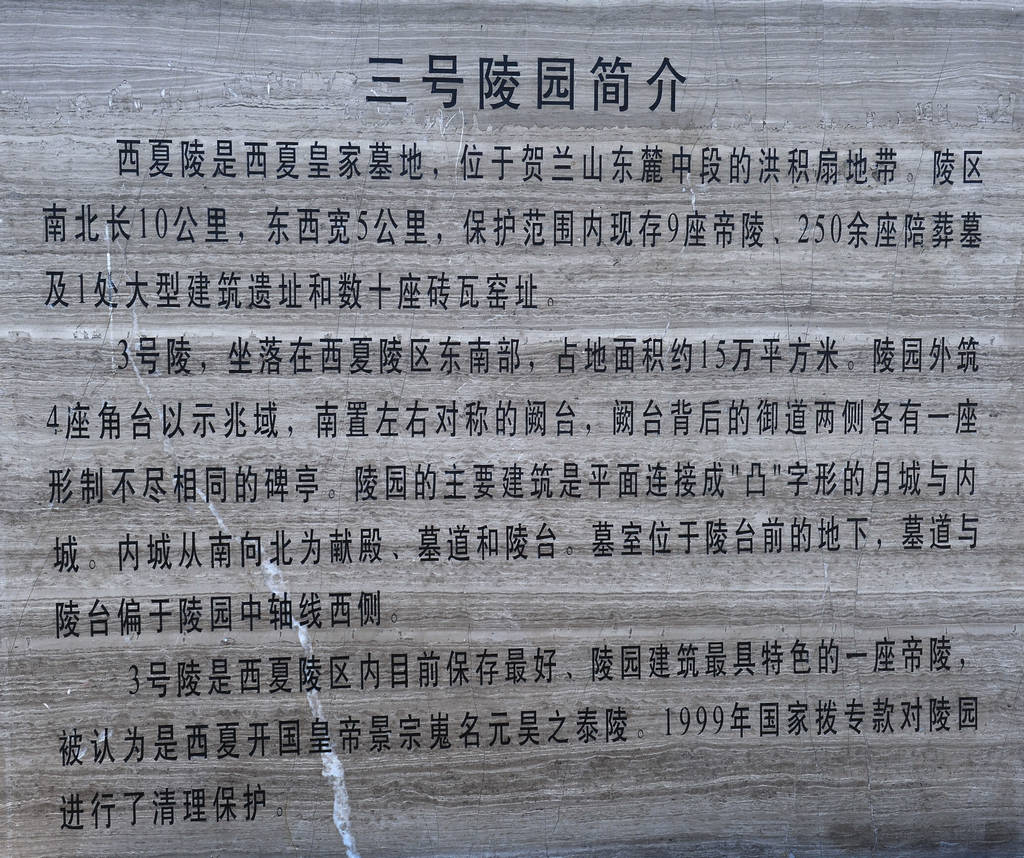 三号陵园简介
西夏陵是西夏皇家墓地，位于贺兰山东麓中段的洪积扇地带。陵区
南北长10公里，东西宽5公里，保护范围内现存9座帝陵、250余座陪葬墓
及1处大型建筑遗址和数十座砖瓦窑址。
3号陵，坐落在西夏陵区东南部，占地面积约15万平方米。陵园外筑
4座角台以示兆域，南置左右对称的阙台，阙台背后的御道两侧各有一座
形制不尽相同的碑亭。陵园的主要建筑是平面连接成"凸"字形的月城与内
城。内城从南向北为献殿、墓道和陵台。墓室位于陵台前的地下，墓道与
陵台偏于陵园中轴线西侧。
3号陵是西夏陵区内目前保存最好、陵园建筑最具特色的一座帝陵，
被认为是西夏开国皇帝景宗嵬名元昊之泰陵。1999年国家拨专款对陵园
进行了清理保护。